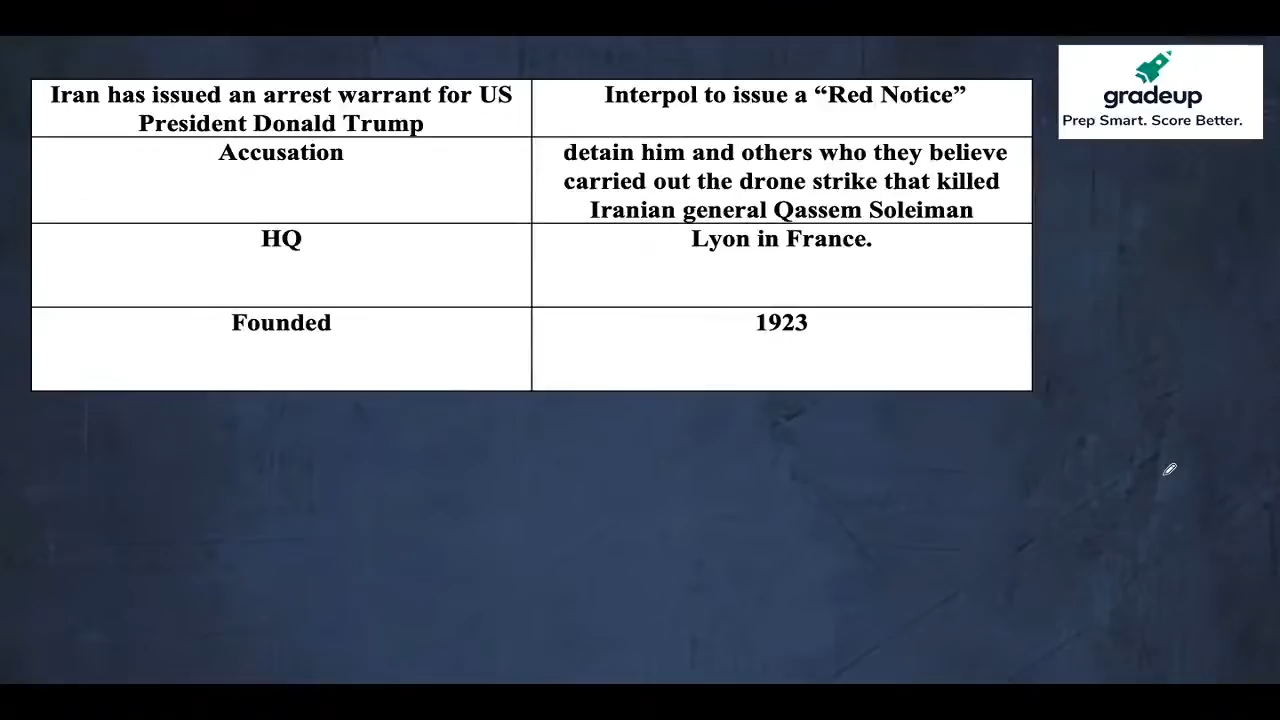 Iran has issued an arrest warrant for US
President Donald Trump
Interpol to issue a “Red Notice”
Accusation
detain him and others who they believe
carried out the drone strike that killed
Iranian general Qassem Soleiman
HQ
Lyon in France.
Founded
1923
gradeup
Prep Smart. Score Better.